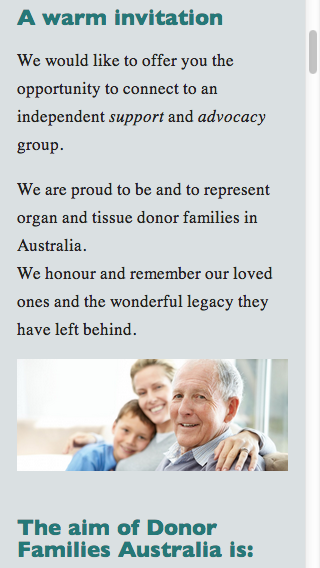 A warm invitation
We would like to offer you the
opportunity to connect to an
independent support and advocacy
group.
We are proud to be and to represent
organ and tissue donor families in
Australia.
We honour and remember our loved
ones and the wonderful legacy they
have left behind.
The aim of Donor
Families Australia is: